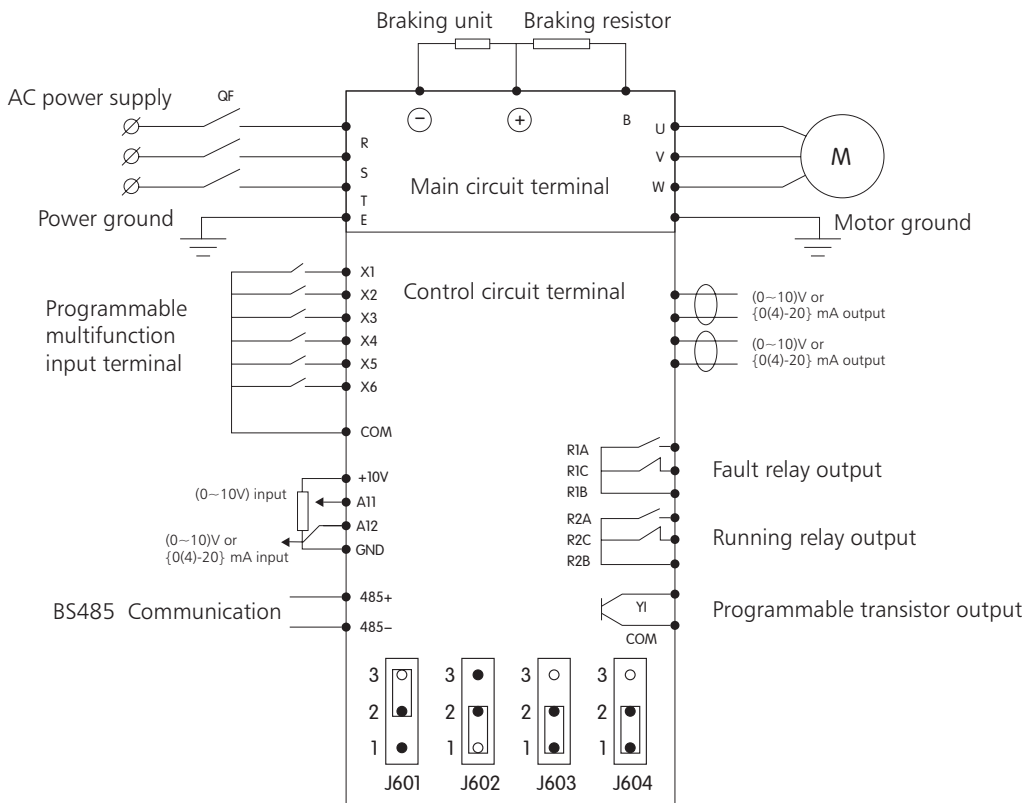 Braking unit
Braking resistor
AC power supply
QF
−
+
B
R
S
T
E
U
V
W
M
Main circuit terminal
Power ground
Motor ground
Programmable
multifunction
input terminal
X1
X2
X3
X4
X5
X6
COM
Control circuit terminal
(0~10)V or
{0(4)-20} mA output
(0~10)V or
{0(4)-20} mA output
+10V
A11
A12
GND
(0~10V) input
(0~10)V or
{0(4)-20} mA input
R1A
R1C
R1B
Fault relay output
R2A
R2C
R2B
Running relay output
BS485 Communication
485+
485−
YI
COM
Programmable transistor output
3
2
1
J601
3
2
1
J602
3
2
1
J603
3
2
1
J604